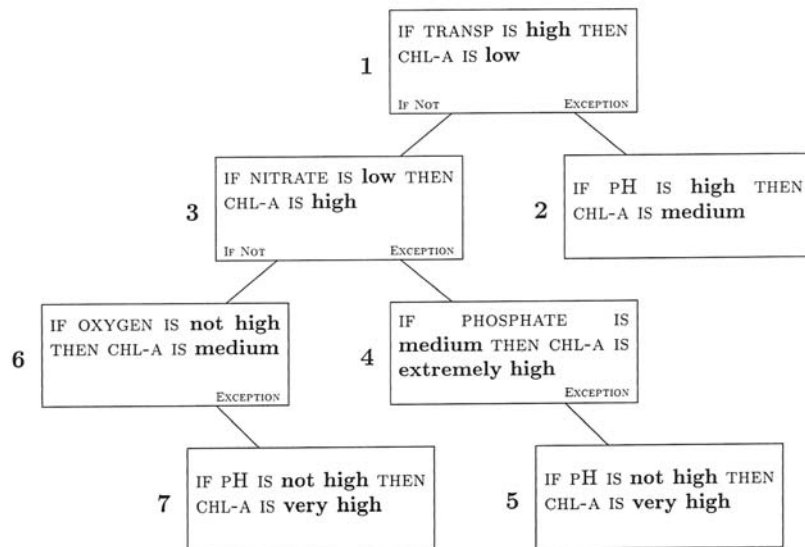 1
IF TRANSP IS high THEN
CHL-A IS low
IF NOT EXCEPTION
3
IF NITRATE IS low THEN
CHL-A IS high
IF NOT EXCEPTION
2
IF PH IS high THEN
CHL-A IS medium
6
IF OXYGEN IS not high
THEN CHL-A IS medium
EXCEPTION
4
IF PHOSPHATE IS
medium THEN CHL-A IS
extremely high
EXCEPTION
7
IF PH IS not high THEN
CHL-A IS very high
5
IF PH IS not high THEN
CHL-A IS very high